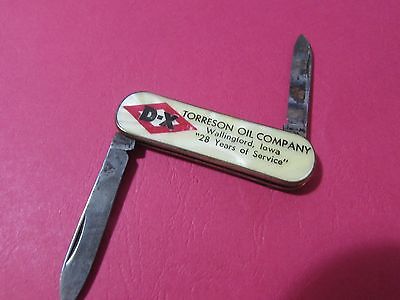 D-X
TORRESON OIL COMPANY
Wallingford, Iowa
"28 Years of Service"